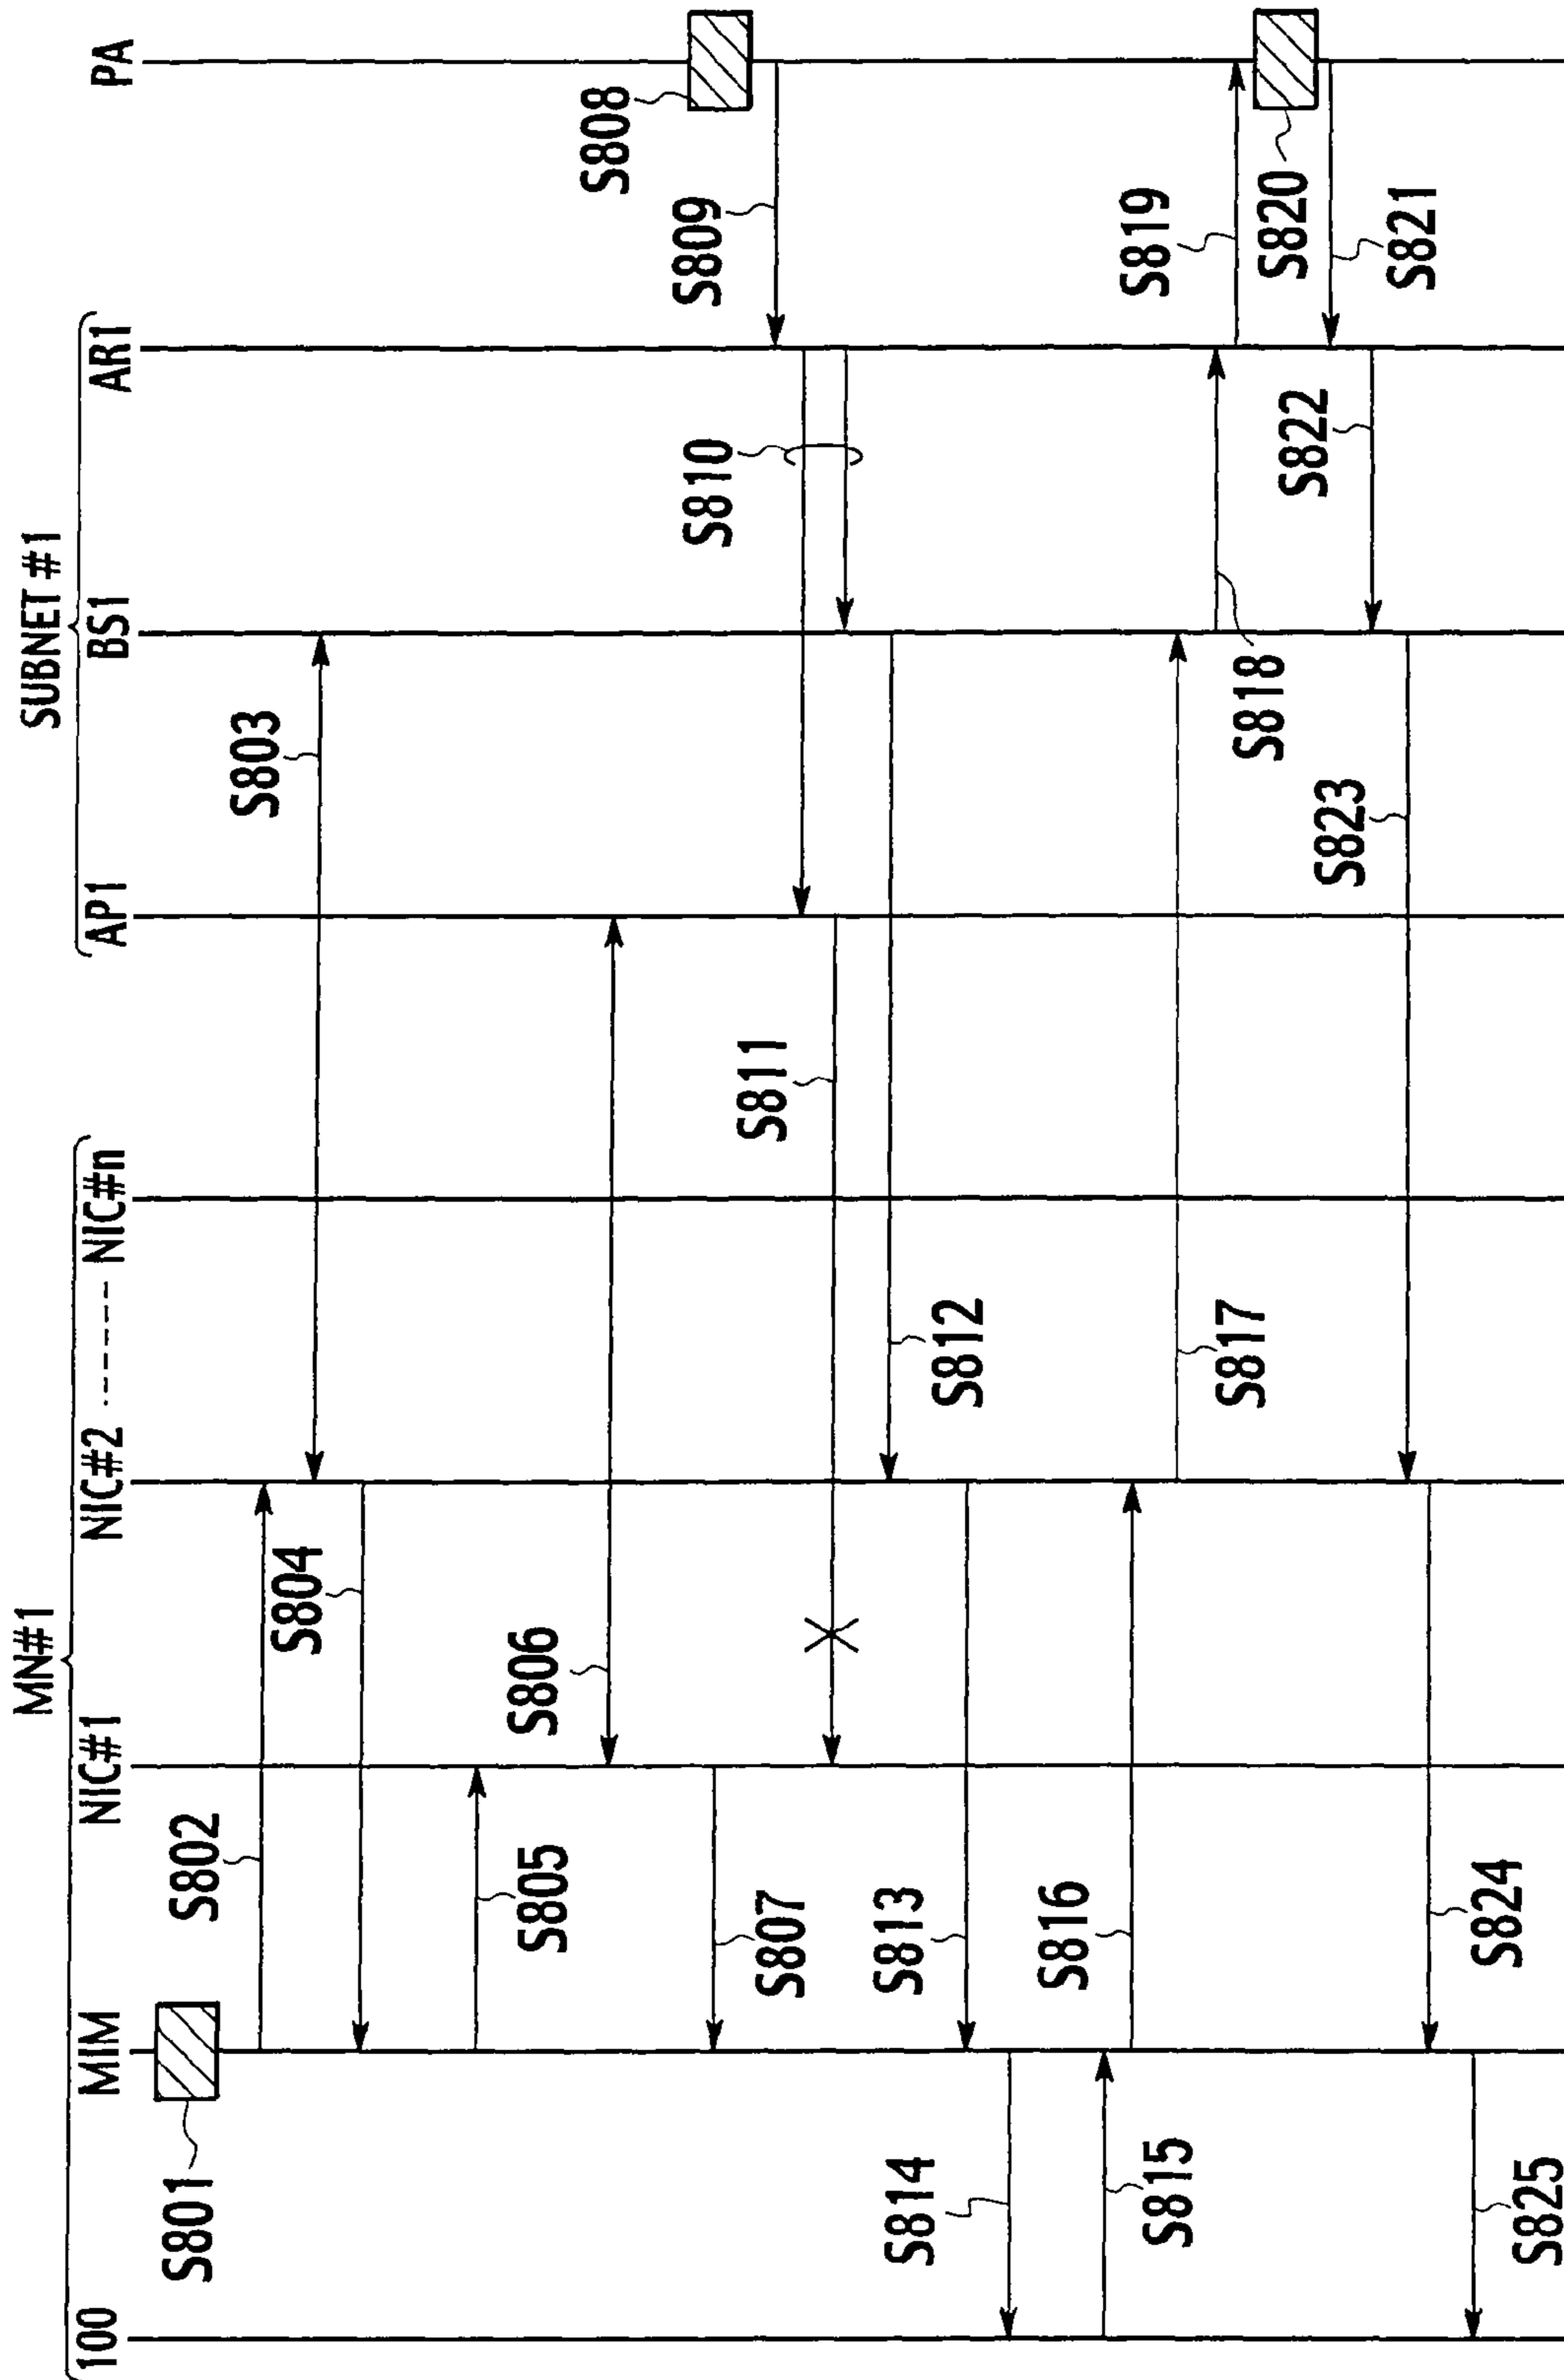 MN#1
SUBNET #1
100
MIM
NIC#1
NIC#2 ------ NIC#n
AP1
BS1
AR1
PA
S801
S802
S803
S804
S805
S806
S807
S808
S809
S810
S811
S812
S813
S814
S815
S816
S817
S818
S819
S820
S821
S822
S823
S824
S825